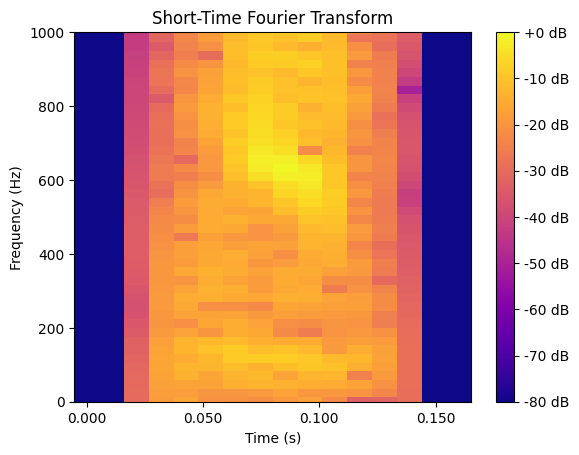 Short-Time Fourier Transform
1000
800
600
400
200
0
Frequency (Hz)
0.000
0.050
0.100
0.150
Time (s)
+0 dB
-10 dB
-20 dB
-30 dB
-40 dB
-50 dB
-60 dB
-70 dB
-80 dB